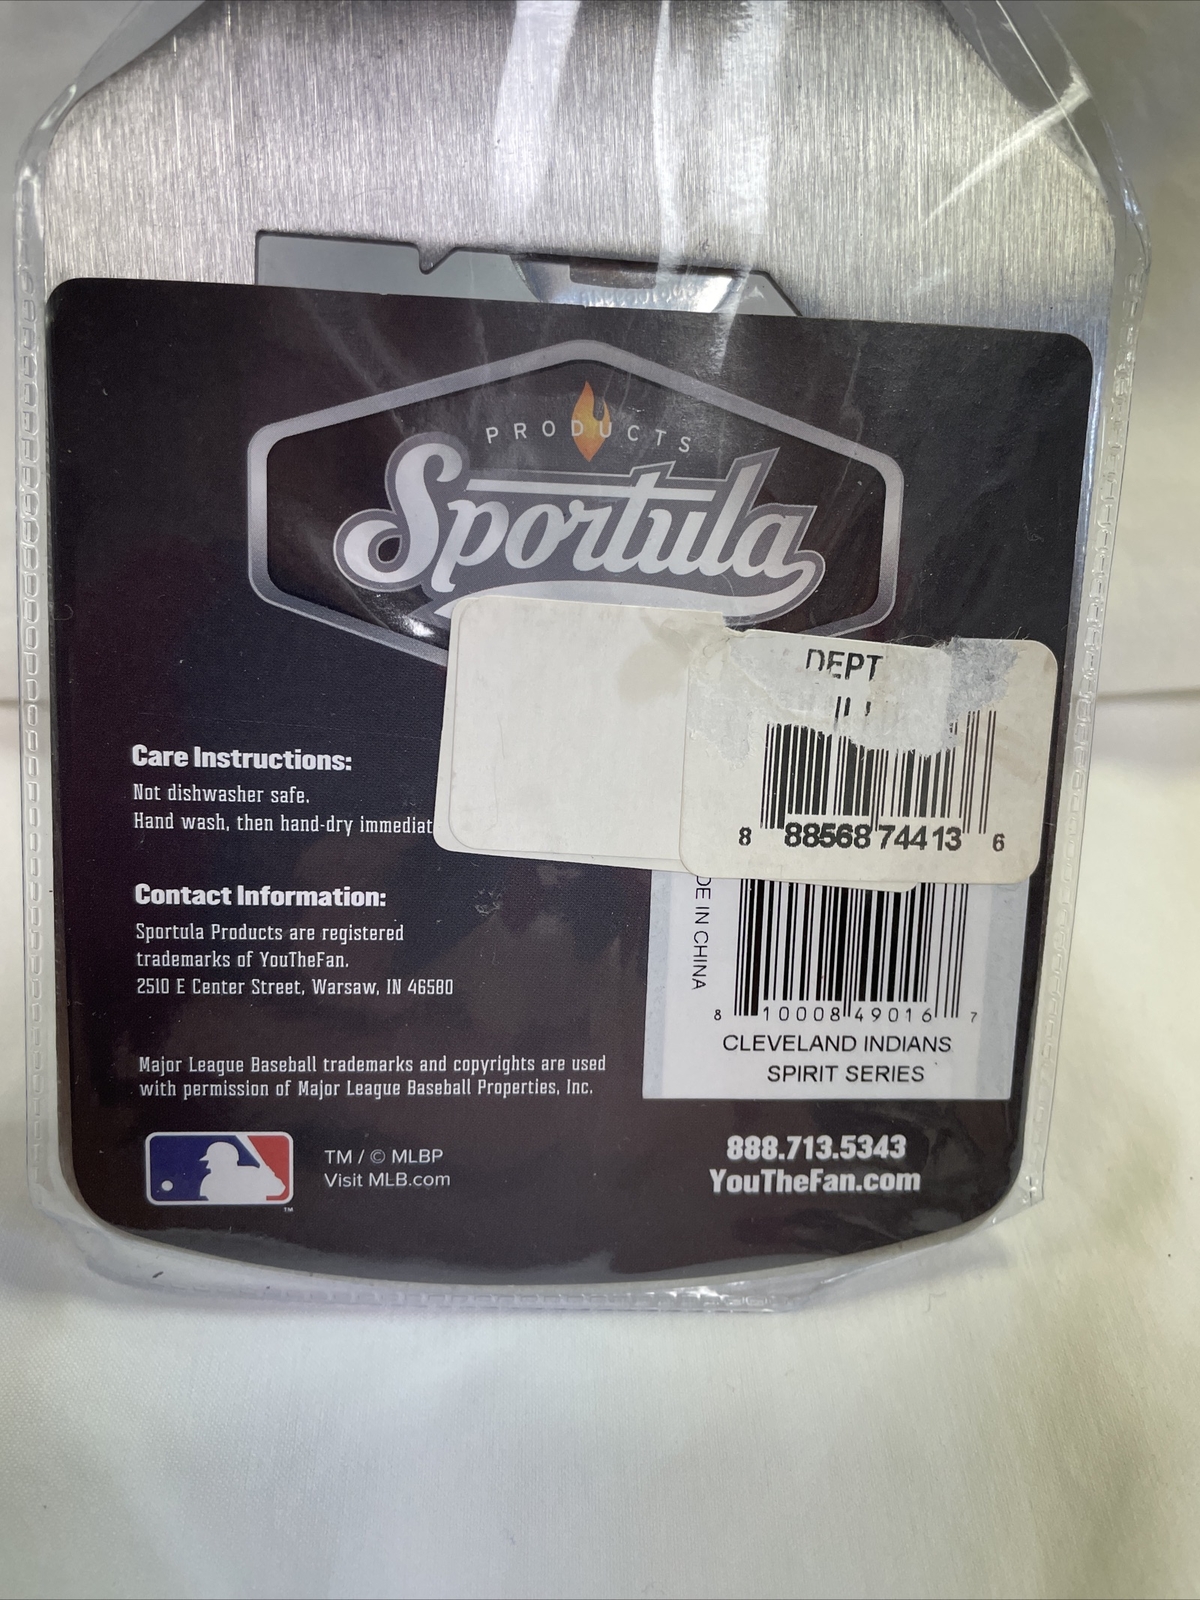 PRODUCTS
Sportula
DEPT
8 88568 74413 6
Care Instructions:
Not dishwasher safe.
Hand wash, then hand-dry immediat
Contact Information:
Sportula Products are registered
trademarks of YouTheFan.
2510 E Center Street, Warsaw, IN 46580
DE IN CHINA
8 10008 49016 7
CLEVELAND INDIANS
SPIRIT SERIES
Major League Baseball trademarks and copyrights are used
with permission of Major League Baseball Properties, Inc.
TM
TM / © MLBP
Visit MLB.com
888.713.5343
YouTheFan.com